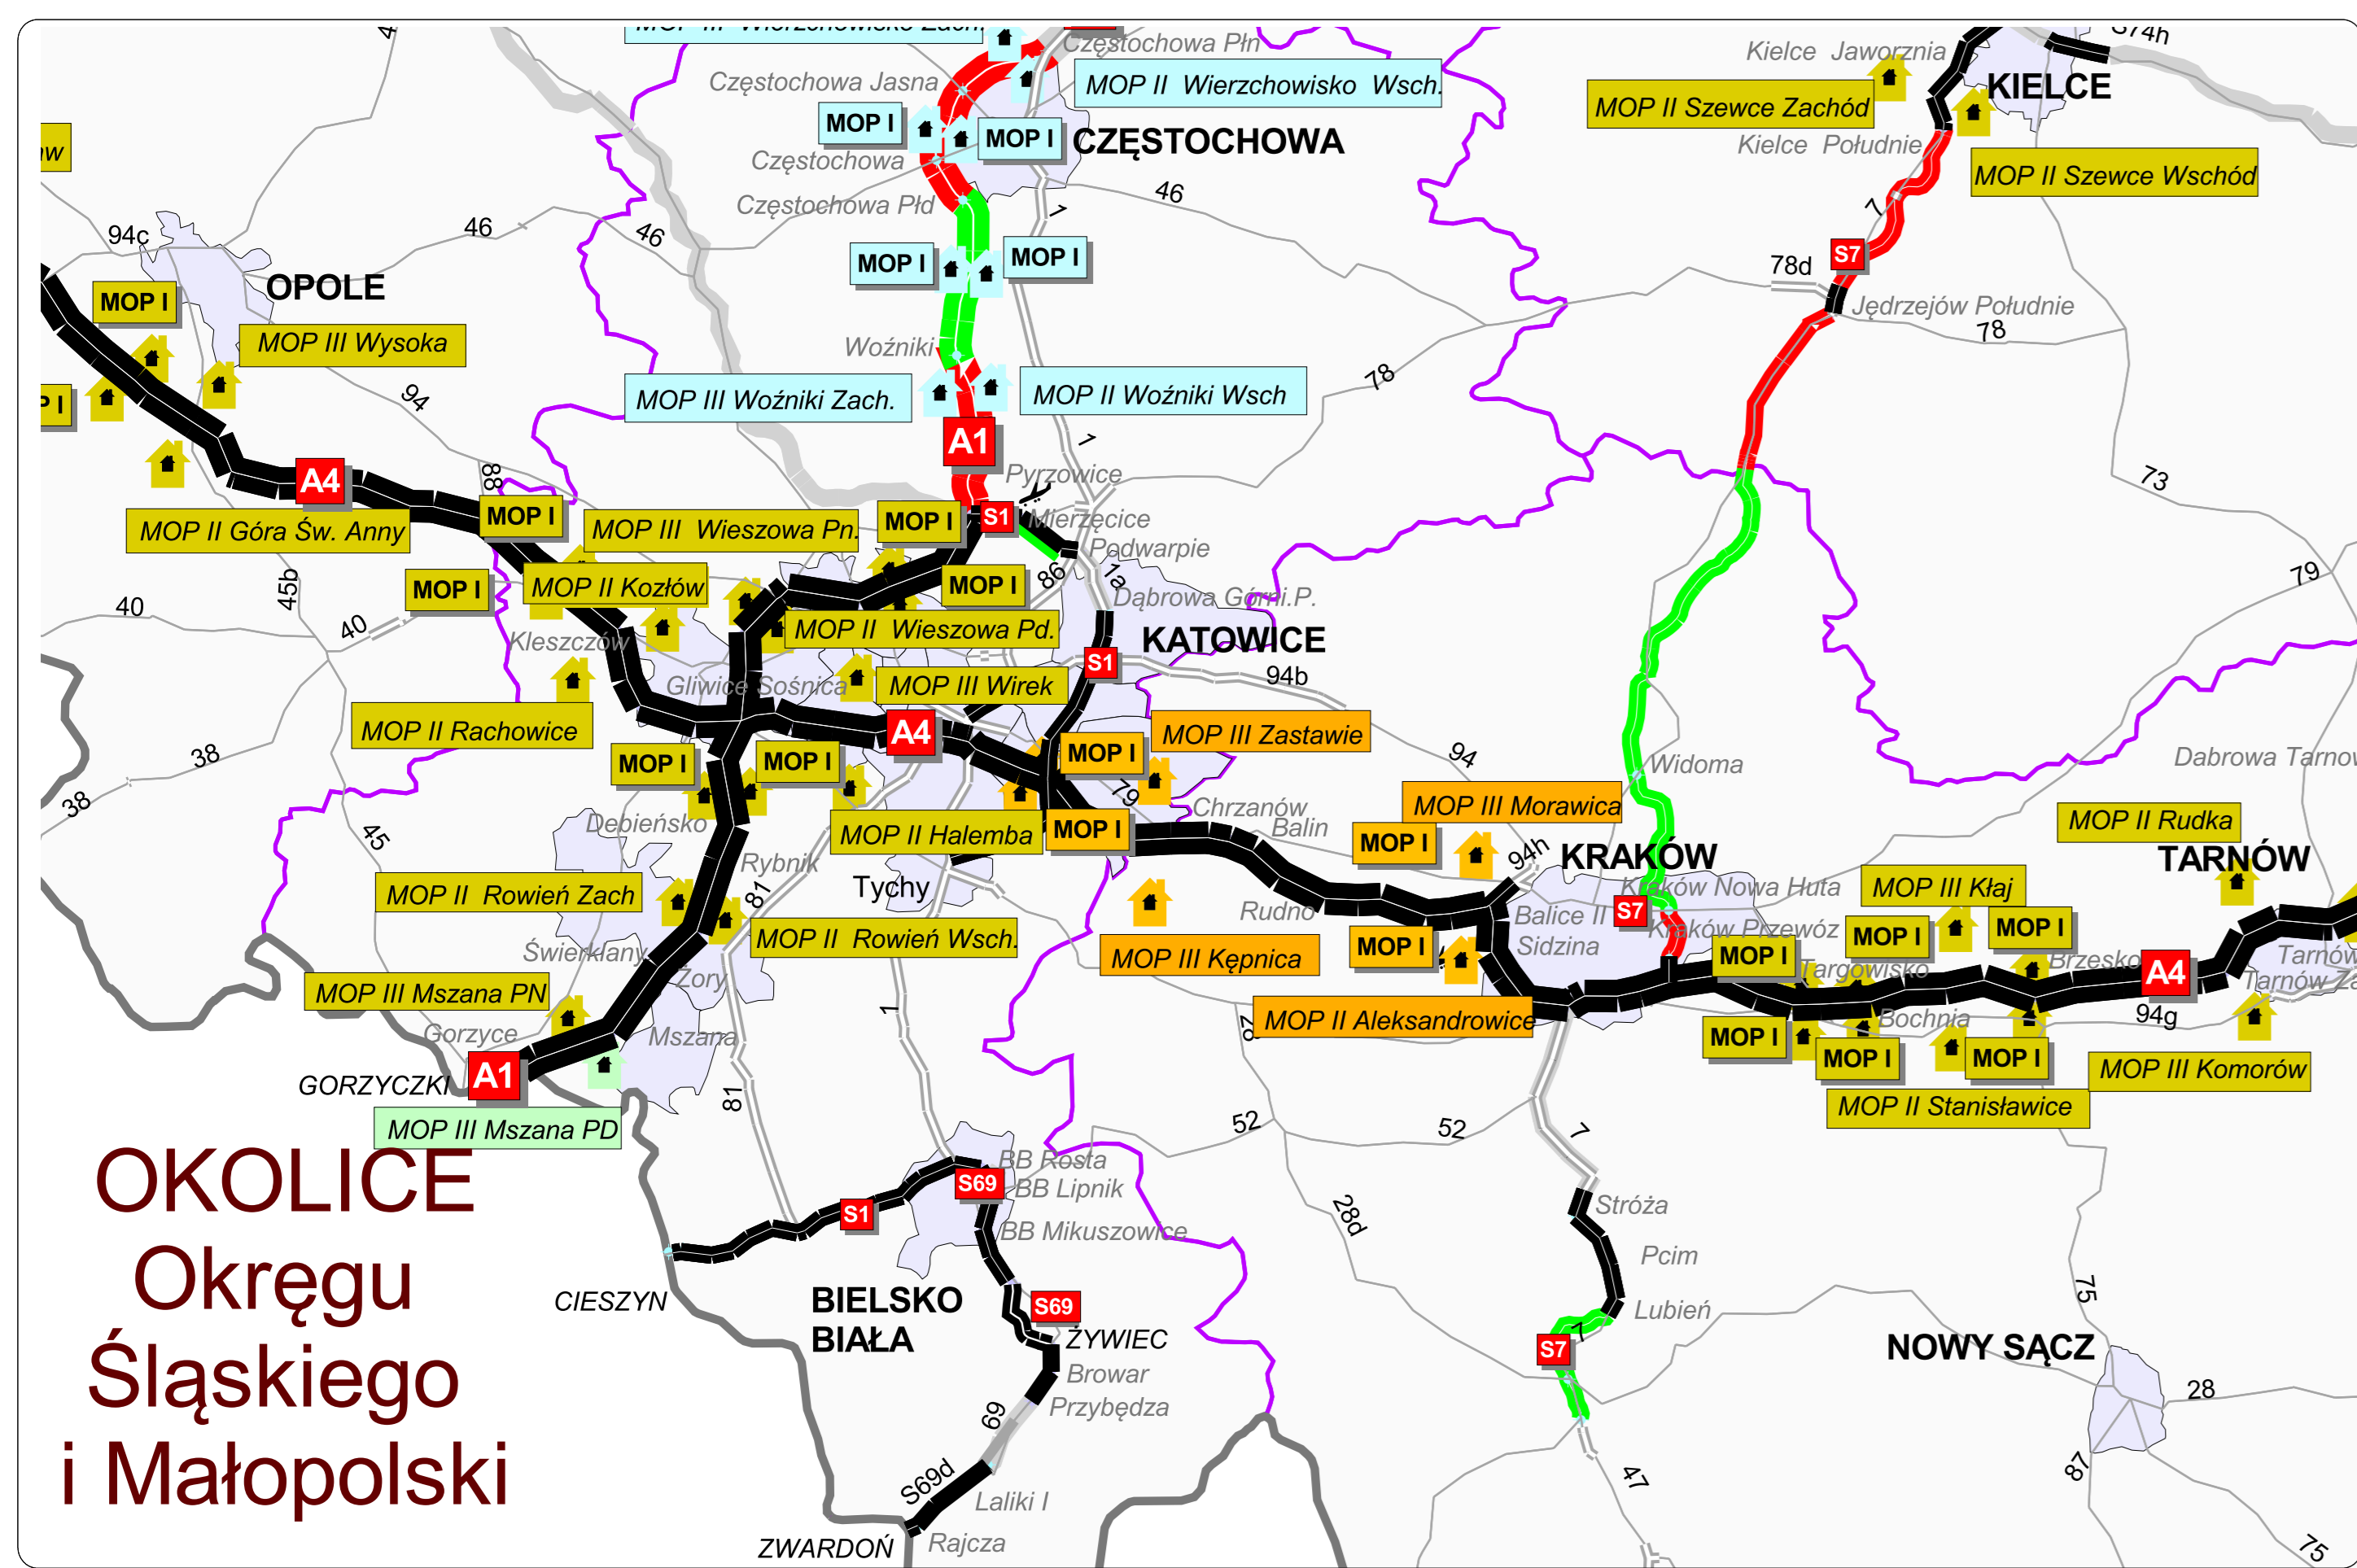 MOP III Wierzchowisko Zach.
Częstochowa Płn
S74h
Kielce Jaworznia
KIELCE
Częstochowa Jasna
MOP II Wierzchowisko Wsch.
MOP II Szewce Zachód
MOP I
MOP I
CZĘSTOCHOWA
Kielce Południe
Częstochowa
MOP II Szewce Wschód
46
Częstochowa Płd
1
7
94c
46
46
MOP I
MOP I
S7
78d
OPOLE
MOP I
Jędrzejów Południe
78
MOP III Wysoka
Woźniki
MOP III Woźniki Zach.
MOP II Woźniki Wsch
78
94
P I
A1
1
Pyrzowice
A4
88
73
MOP II Góra Św. Anny
MOP I
MOP III Wieszowa Pn.
MOP I
S1
Mierzęcice
Podwarpie
86
1a
79
45b
40
MOP I
MOP II Kozłów
MOP I
Dąbrowa Górni.P.
40
Kleszczów
MOP II Wieszowa Pd.
KATOWICE
S1
94b
Gliwice Sośnica
MOP III Wirek
MOP II Rachowice
A4
MOP III Zastawie
MOP I
MOP I
MOP I
38
38
94
Widoma
79
45
Debieńsko
MOP II Halemba
MOP I
Chrzanów
Balin
MOP III Morawica
MOP I
MOP II Rudka
TARNÓW
94h
KRAKÓW
Rybnik
81
Tychy
MOP II Rowień Zach
Kraków Nowa Huta
MOP III Kłaj
Rudno
Balice II
S7
Sidzina
Kraków Przewóz
MOP I
MOP I
MOP II Rowień Wsch.
MOP III Kępnica
MOP I
MOP I
Świerklany
Żory
Targowisko
Brzesko
A4
MOP III Mszana PN
1
MOP II Aleksandrowice
Bochnia
94g
Gorzyce
Mszana
MOP I
MOP I
MOP I
MOP III Komorów
GORZYCZKI
A1
81
MOP II Stanisławice
MOP III Mszana PD
52
52
7
OKOLICE
Okręgu
Śląskiego
i Małopolski
BB Rosta
S69
BB Lipnik
S1
BB Mikuszowice
28d
Stróża
Pcim
CIESZYN
BIELSKO
BIAŁA
S69
ŻYWIEC
Browar
Przybędza
Lubień
7
S7
75
NOWY SĄCZ
28
69
S69d
Laliki I
47
87
ZWARDOŃ
Rajcza
75